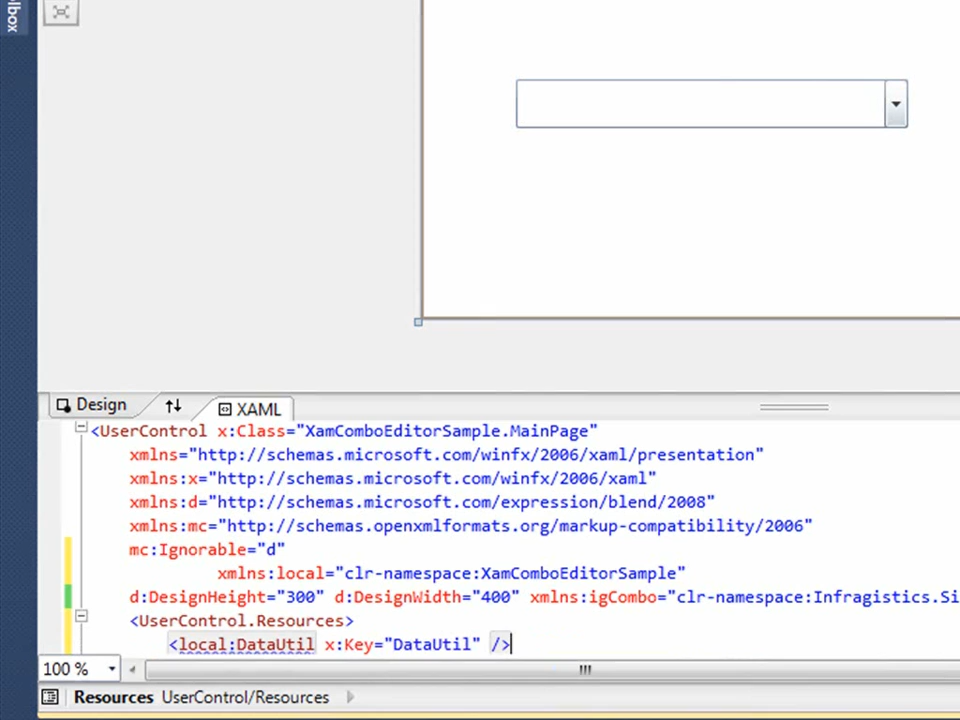 lbox
Design
XAML
<UserControl x:Class="XamComboEditorSample.MainPage"
xmlns="http://schemas.microsoft.com/winfx/2006/xaml/presentation"
xmlns:x="http://schemas.microsoft.com/winfx/2006/xaml"
xmlns:d="http://schemas.microsoft.com/expression/blend/2008"
xmlns:mc="http://schemas.openxmlformats.org/markup-compatibility/2006"
mc:Ignorable="d"
xmlns:local="clr-namespace:XamComboEditorSample"
d:DesignHeight="300" d:DesignWidth="400" xmlns:igCombo="clr-namespace:Infragistics.Si
<UserControl.Resources>
<local:DataUtil x:Key="DataUtil" />
100 %
Resources UserControl/Resources